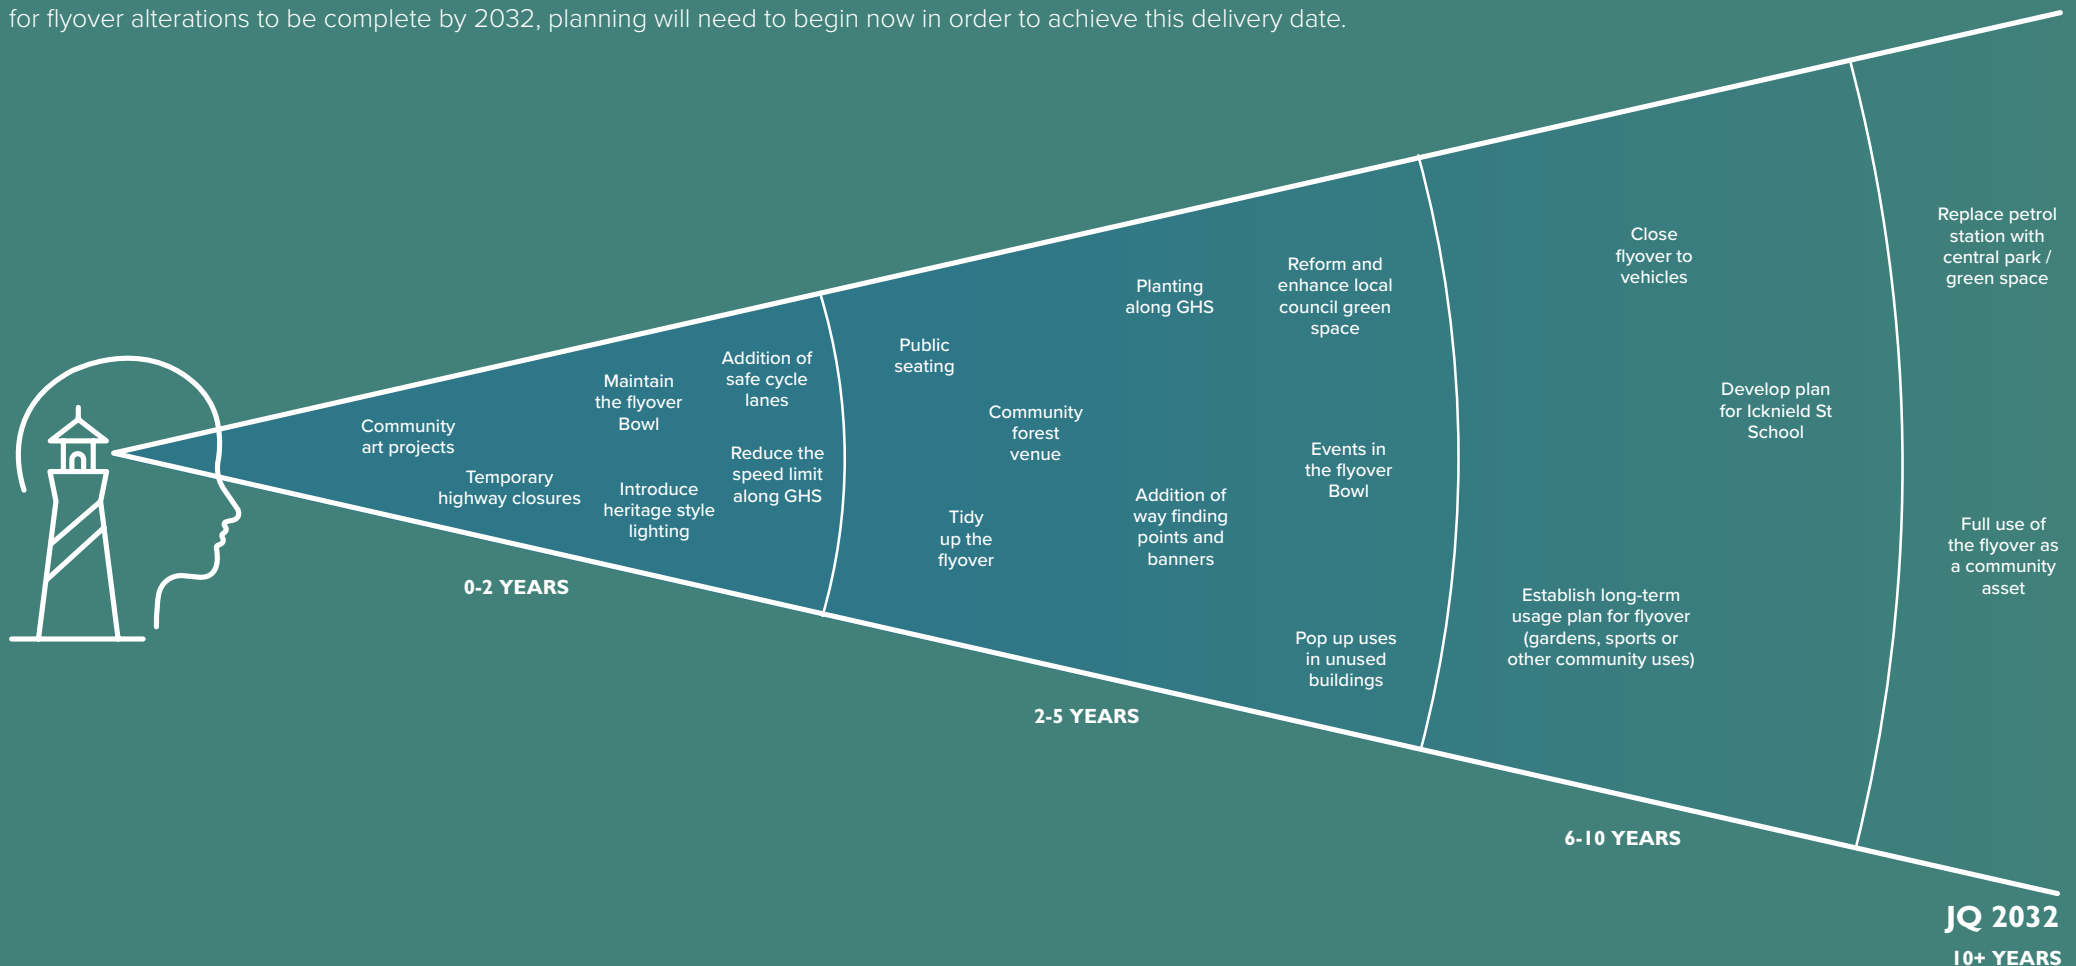 for flyover alterations to be complete by 2032, planning will need to begin now in order to achieve this delivery date.
Community
art projects
Temporary
highway closures
Maintain
the flyover
Bowl
Introduce
heritage style
lighting
Addition of
safe cycle
lanes
Reduce the
speed limit
along GHS
0-2 YEARS
Public
seating
Community
forest
venue
Tidy
up the
flyover
Planting
along GHS
Addition of
way finding
points and
banners
Reform and
enhance local
council green
space
Events in
the flyover
Bowl
Pop up uses
in unused
buildings
2-5 YEARS
Close
flyover to
vehicles
Develop plan
for Icknield St
School
Establish long-term
usage plan for flyover
(gardens, sports or
other community uses)
6-10 YEARS
Replace petrol
station with
central park /
green space
Full use of
the flyover as
a community
asset
JQ 2032
10+ YEARS